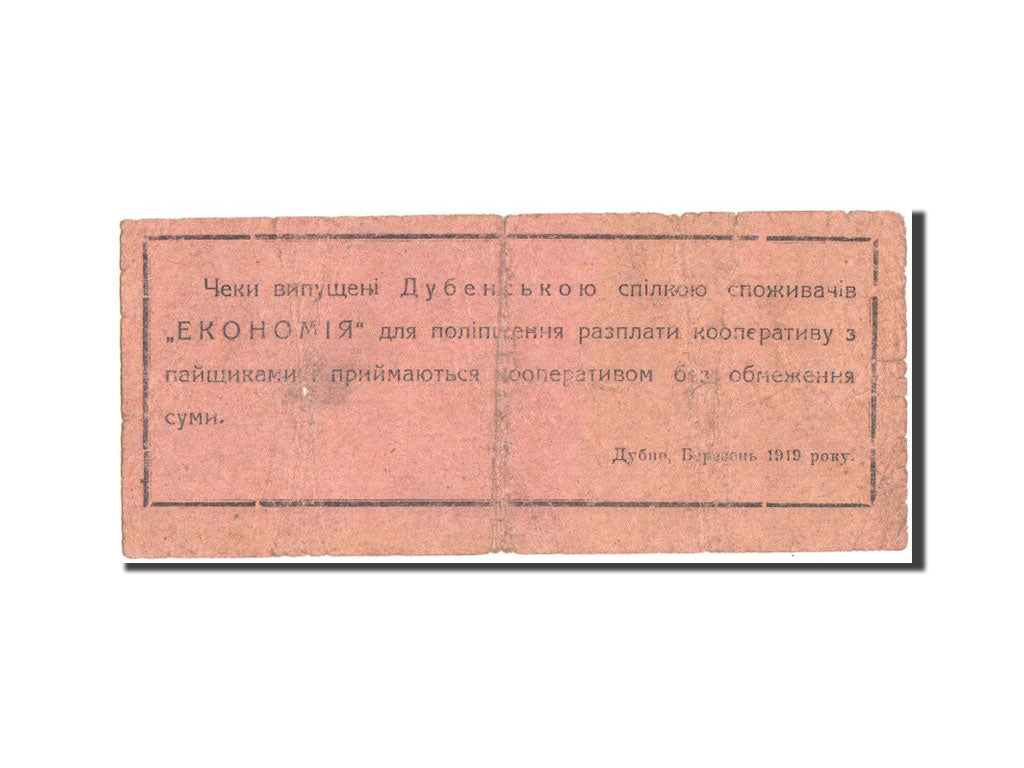 Чеки випущені Дубенською спілкою споживачів
„ЕКОНОМІЯ“ для поліпшення разплати кооперативу з
пайщиками і приймаються кооперативом без обмеження
суми.
Дубно, Березень 1919 року.